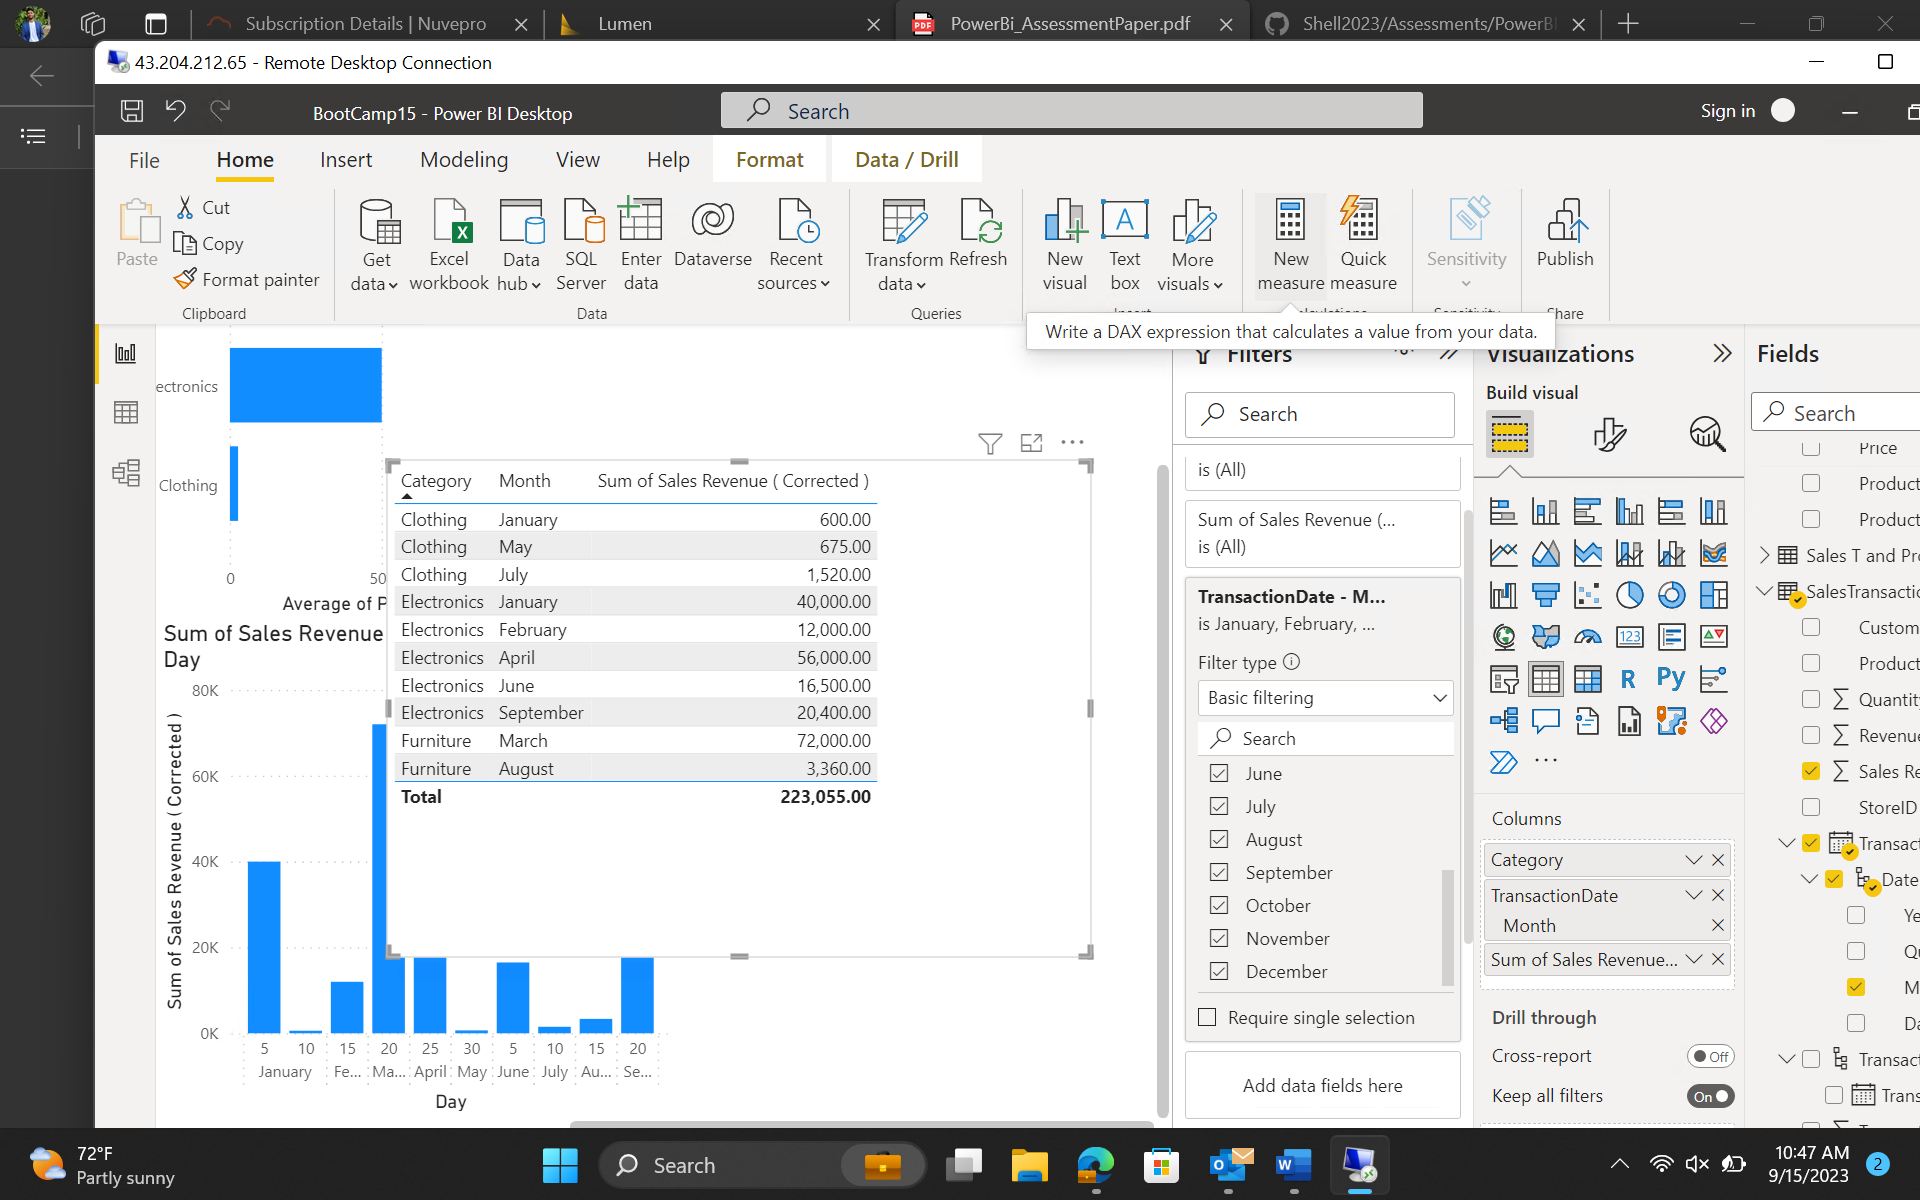 Subscription Details | Nuvepro
Lumen
PDF
PowerBi_AssessmentPaper.pdf
Shell2023/Assessments/PowerBI
43.204.212.65 - Remote Desktop Connection
BootCamp15 - Power BI Desktop
Search
Sign in
File
Home
Insert
Modeling
View
Help
Format
Data / Drill
Paste
Cut
Copy
Format painter
Clipboard
Get data
Excel workbook
Data hub
SQL Server
Enter data
Dataverse
Recent sources
Data
Transform data
Refresh
Queries
New visual
Text box
More visuals
Insert
New measure
Quick measure
Sensitivity
Sensitivity
Publish
Share
Write a DAX expression that calculates a value from your data.
ectronics
Clothing
0
50
Average of P
Sum of Sales Revenue
Day
Sum of Sales Revenue ( Corrected )
80K
60K
40K
20K
0K
5 10 15 20 25 30 5 10 15 20
January Fe... Ma... April May June July Au... Se...
Day
Category Month Sum of Sales Revenue ( Corrected )
Clothing January 600.00
Clothing May 675.00
Clothing July 1,520.00
Electronics January 40,000.00
Electronics February 12,000.00
Electronics April 56,000.00
Electronics June 16,500.00
Electronics September 20,400.00
Furniture March 72,000.00
Furniture August 3,360.00
Total 223,055.00
Filters
Search
is (All)
Sum of Sales Revenue (...
is (All)
TransactionDate - M...
is January, February, ...
Filter type
Basic filtering
Search
June
July
August
September
October
November
December
Require single selection
Add data fields here
Visualizations
Build visual
123
R
Py
Columns
Category
TransactionDate
Month
Sum of Sales Revenue...
Drill through
Cross-report
Off
Keep all filters
On
Fields
Search
Price
Product
Product
Sales T and Pro
SalesTransactio
Custom
Product
Quantity
Revenue
Sales Re
StoreID
Transact
Date
Ye
Qu
M
Da
Transac
Trans
72°F
Partly sunny
Search
10:47 AM
9/15/2023
2